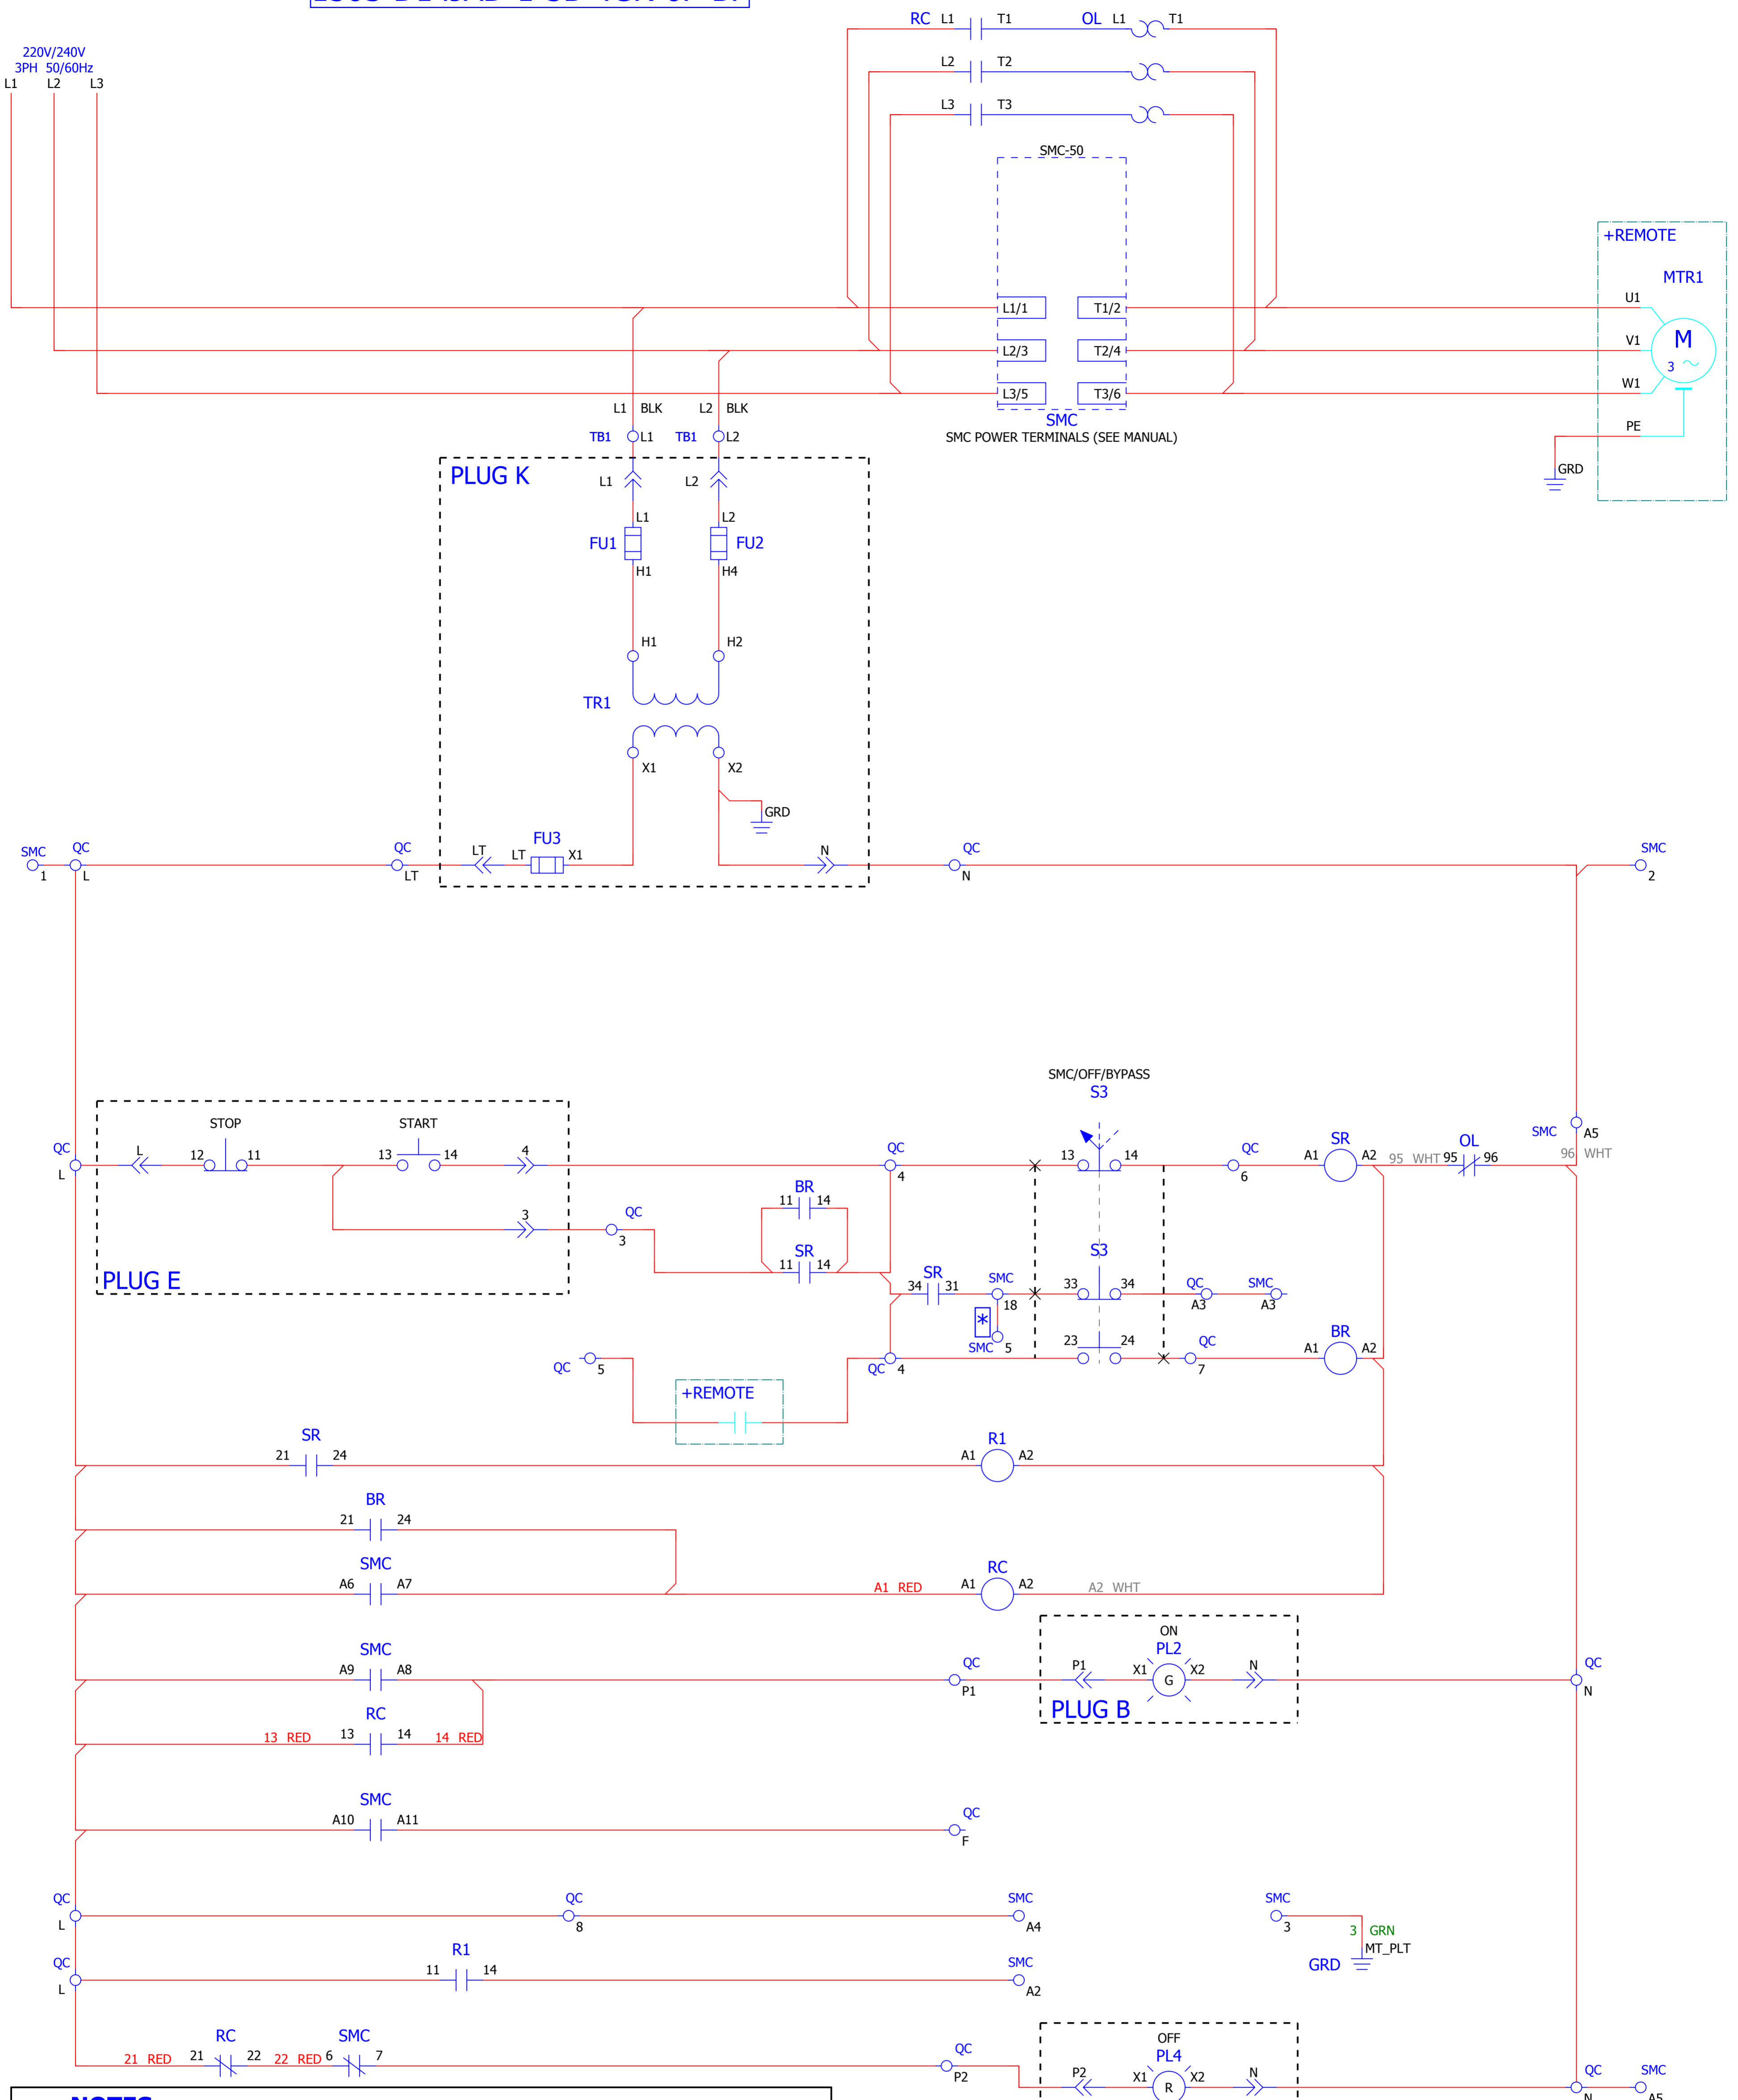 RC L1 T1 OL L1 T1
220V/240V
3PH 50/60Hz
L1 L2 L3
L2 T2
L3 T3
SMC-50
+REMOTE
MTR1
L1/1 T1/2 U1
L2/3 T2/4 V1 M
3
L3/5 T3/6 W1
L1 BLK L2 BLK
SMC
PE
TB1 L1 TB1 L2
SMC POWER TERMINALS (SEE MANUAL)
PLUG K
L1 L2
GRD
L1 L2
FU1 FU2
H1 H4
H1 H2
TR1
X1 X2
GRD
FU3
SMC QC QC LT LT X1 N QC SMC
1 L LT N 2
SMC/OFF/BYPASS
S3
STOP START
QC L 12 11 13 14 4 QC 13 14 QC SR OL SMC A5
A1 A2 95 WHT 95 96 96 WHT
L 4 6
BR
11 14
3 QC
3
SR
11 14
S3
PLUG E
SR
34 31 SMC 33 34 QC SMC
18 A3 A3
*
SMC 5 23 24 QC BR
A1 A2
QC 5 QC 4 7
+REMOTE
SR R1
21 24 A1 A2
BR
21 24
SMC RC
A6 A7 A1 RED A1 A2 A2 WHT
ON
SMC PL2
A9 A8 QC P1 X1 G X2 N QC
P1 N
RC PLUG B
13 RED 13 14 14 RED
SMC
A10 A11 QC
F
QC QC SMC SMC
L 8 A4 3
3 GRN
MT_PLT
R1 GRD
QC 11 14 SMC
L A2
OFF
RC SMC PL4
21 RED 21 22 22 RED 6 7 QC P2 X1 R X2 N QC SMC
P2